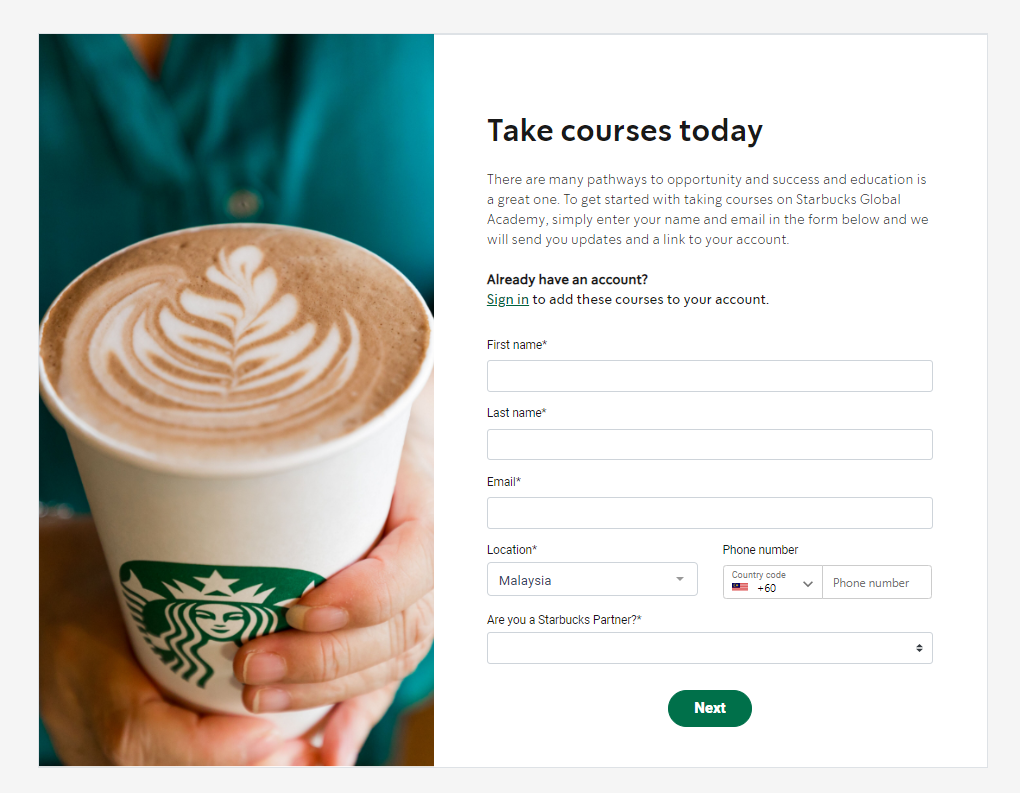 Take courses today
There are many pathways to opportunity and success and education is
a great one. To get started with taking courses on Starbucks Global
Academy, simply enter your name and email in the form below and we
will send you updates and a link to your account.
Already have an account?
Sign in to add these courses to your account.
First name*
Last name*
Email*
Location*
Phone number
Malaysia
Country code
+60
Phone number
Are you a Starbucks Partner?*
Next